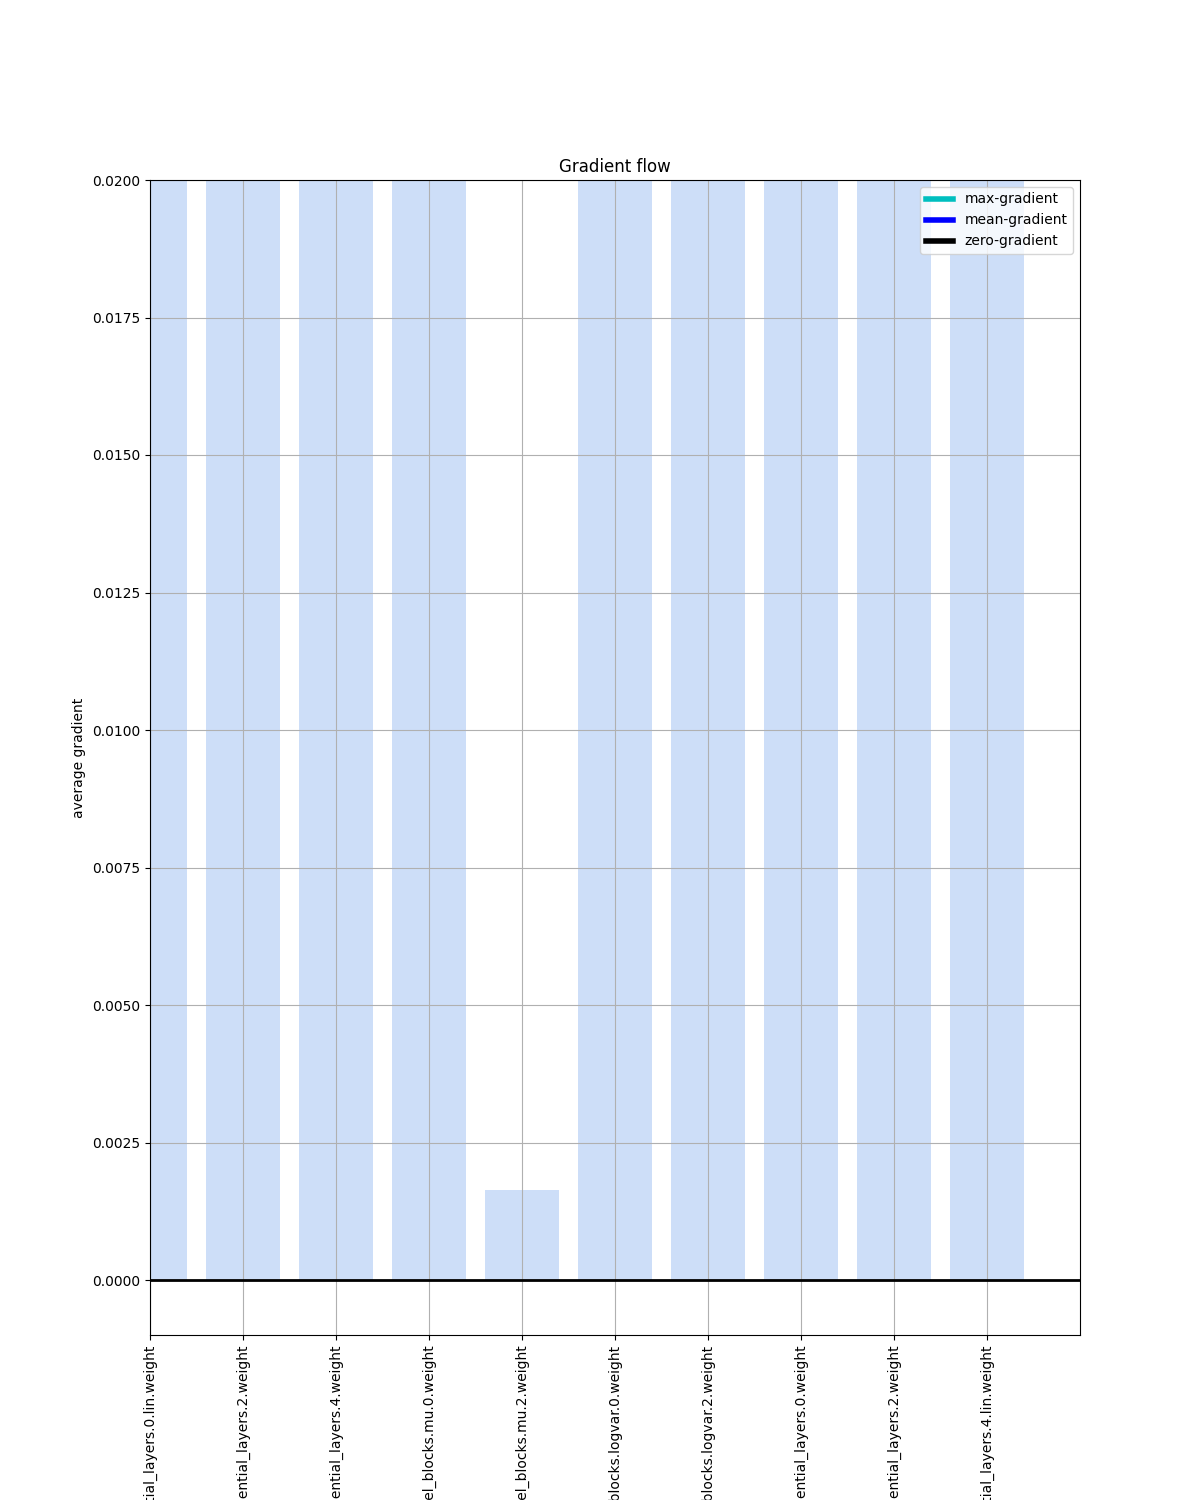 Gradient flow
max-gradient
mean-gradient
zero-gradient
0.0200
0.0175
0.0150
0.0125
0.0100
0.0075
0.0050
0.0025
0.0000
average gradient
tial_layers.0.lin.weight
ential_layers.2.weight
ential_layers.4.weight
el_blocks.mu.0.weight
el_blocks.mu.2.weight
blocks.logvar.0.weight
blocks.logvar.2.weight
ential_layers.0.weight
ential_layers.2.weight
tial_layers.4.lin.weight